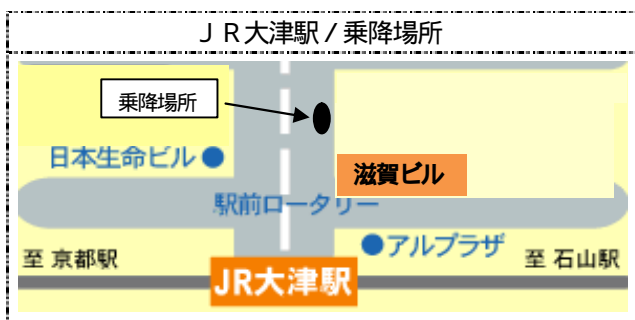 ＪＲ大津駅 / 乗降場所
乗降場所
日本生命ビル
滋賀ビル
駅前ロータリー
アルプラザ
至 京都駅
至 石山駅
JR大津駅